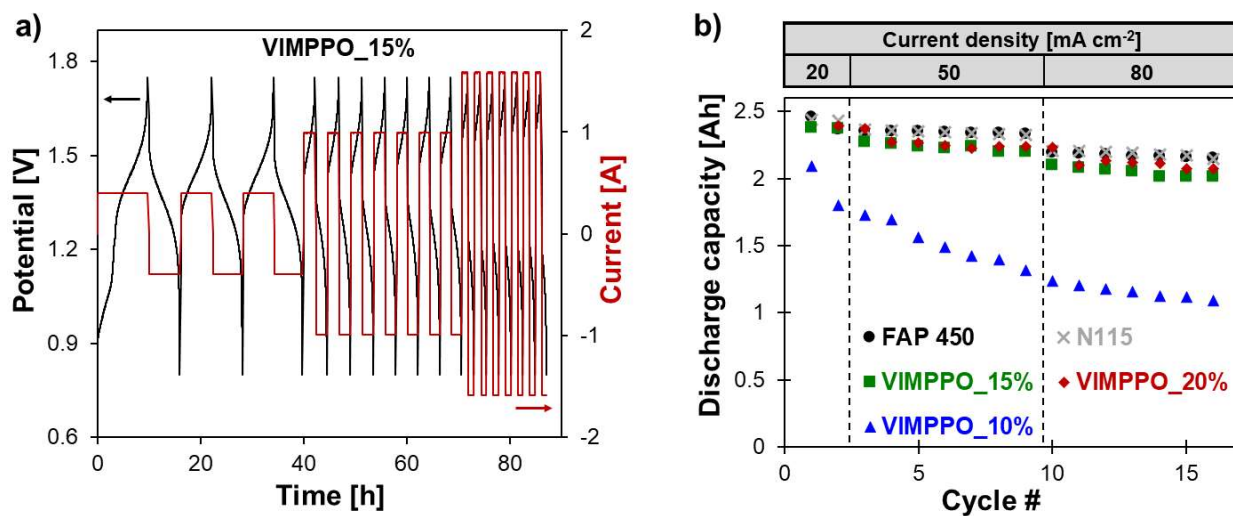 a)
VIMPPO_15%
Potential [V]
1.8
1.5
1.2
0.9
0.6
2
1
0
-1
-2
Current [A]
0
20
40
60
80
Time [h]
b)
Current density [mA cm-2]
20
50
80
Discharge capacity [Ah]
2.5
2
1.5
1
0.5
0
FAP 450
N115
VIMPPO_15%
VIMPPO_20%
VIMPPO_10%
0
5
10
15
Cycle #